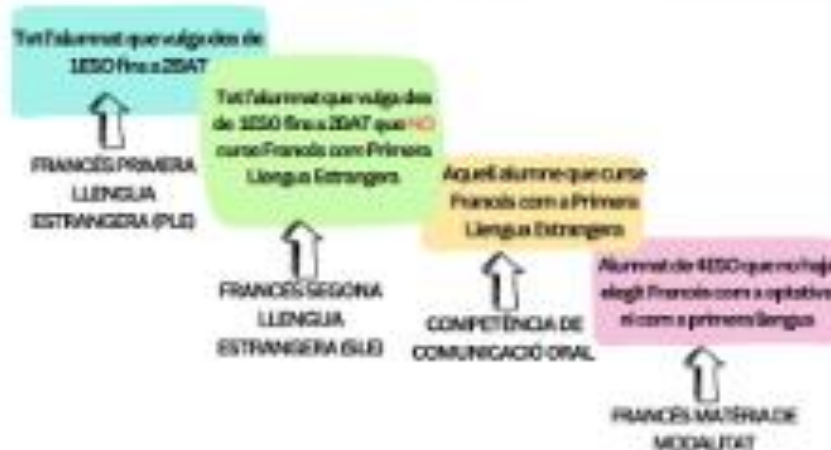 Tot l'alumnat que vulga des de
1ESO fins a 2BAT
FRANCÉS PRIMERA
LLENGUA
ESTRANGERA (PLE)
Tot l'alumnat que vulga des
de 1ESO fins a 2BAT que NO
curse Francés com Primera
Llengua Estrangera
FRANCÉS SEGONA
LLENGUA
ESTRANGERA (SLE)
Aquell alumne que curse
Francés com a Primera
Llengua Estrangera
COMPETÈNCIA DE
COMUNICACIÓ ORAL
Alumnat de 4ESO que no haja
elegit Francés com a optativa
ni com a primera llengua
FRANCÉS MATÈRIA DE
MODALITAT